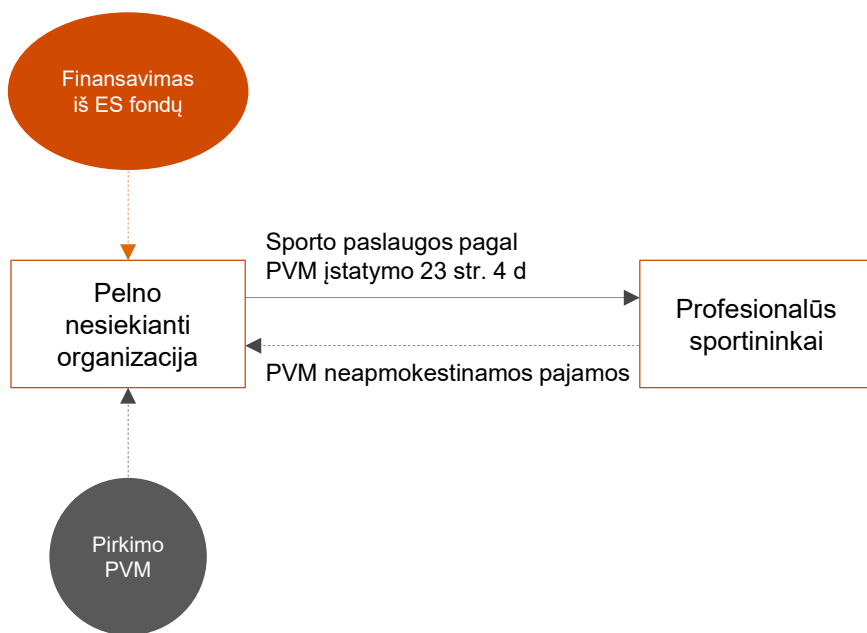 Finansavimas
iš ES fondų
Sporto paslaugos pagal
PVM įstatymo 23 str. 4 d
Pelno
nesiekianti
organizacija
Profesionalūs
sportininkai
PVM neapmokestinamos pajamos
Pirkimo
PVM